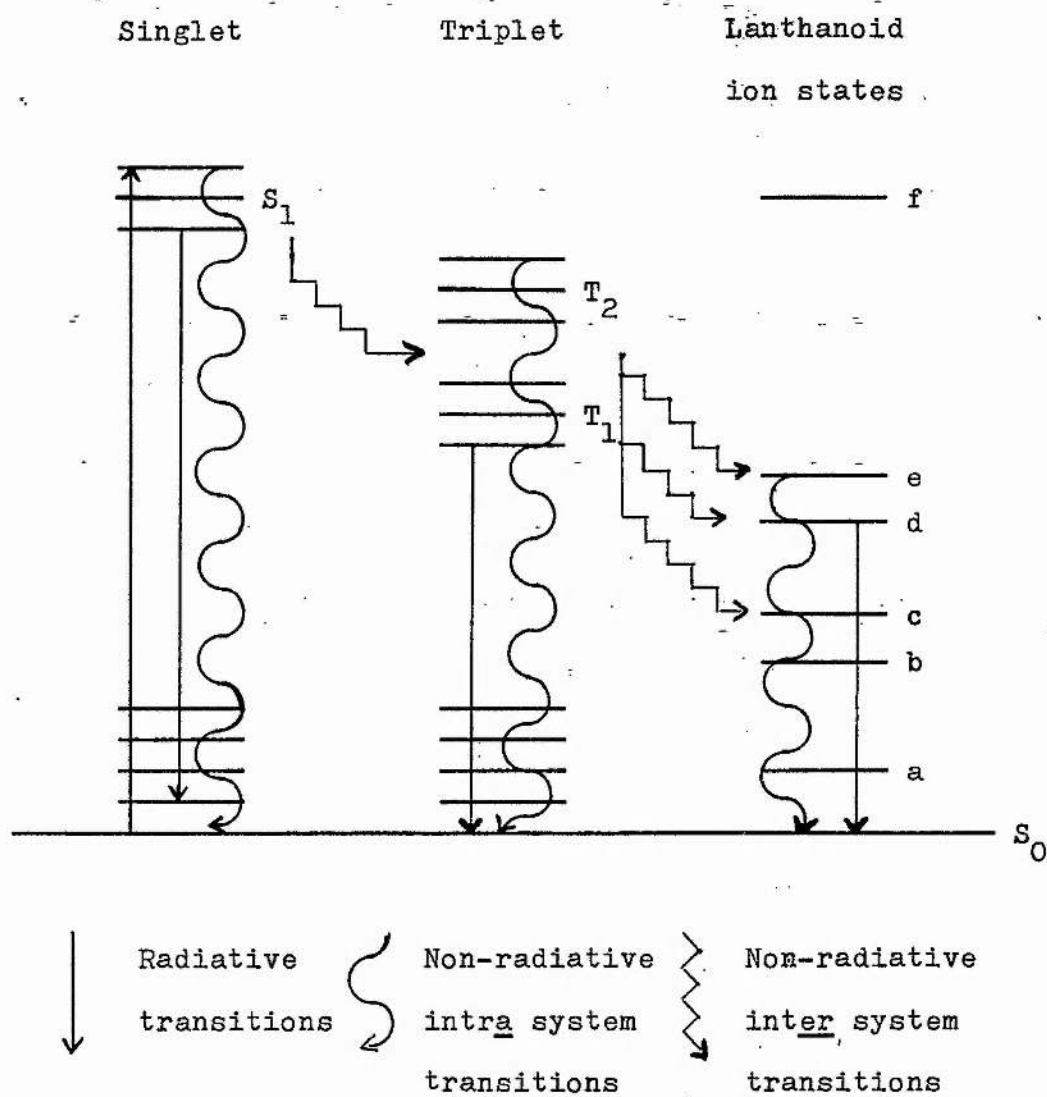 Singlet Triplet Lanthanoid
ion states
f
S1
T2
T1
e
d
c
b
a
S0
Radiative Non-radiative Non-radiative
transitions intra system inter system
transitions transitions